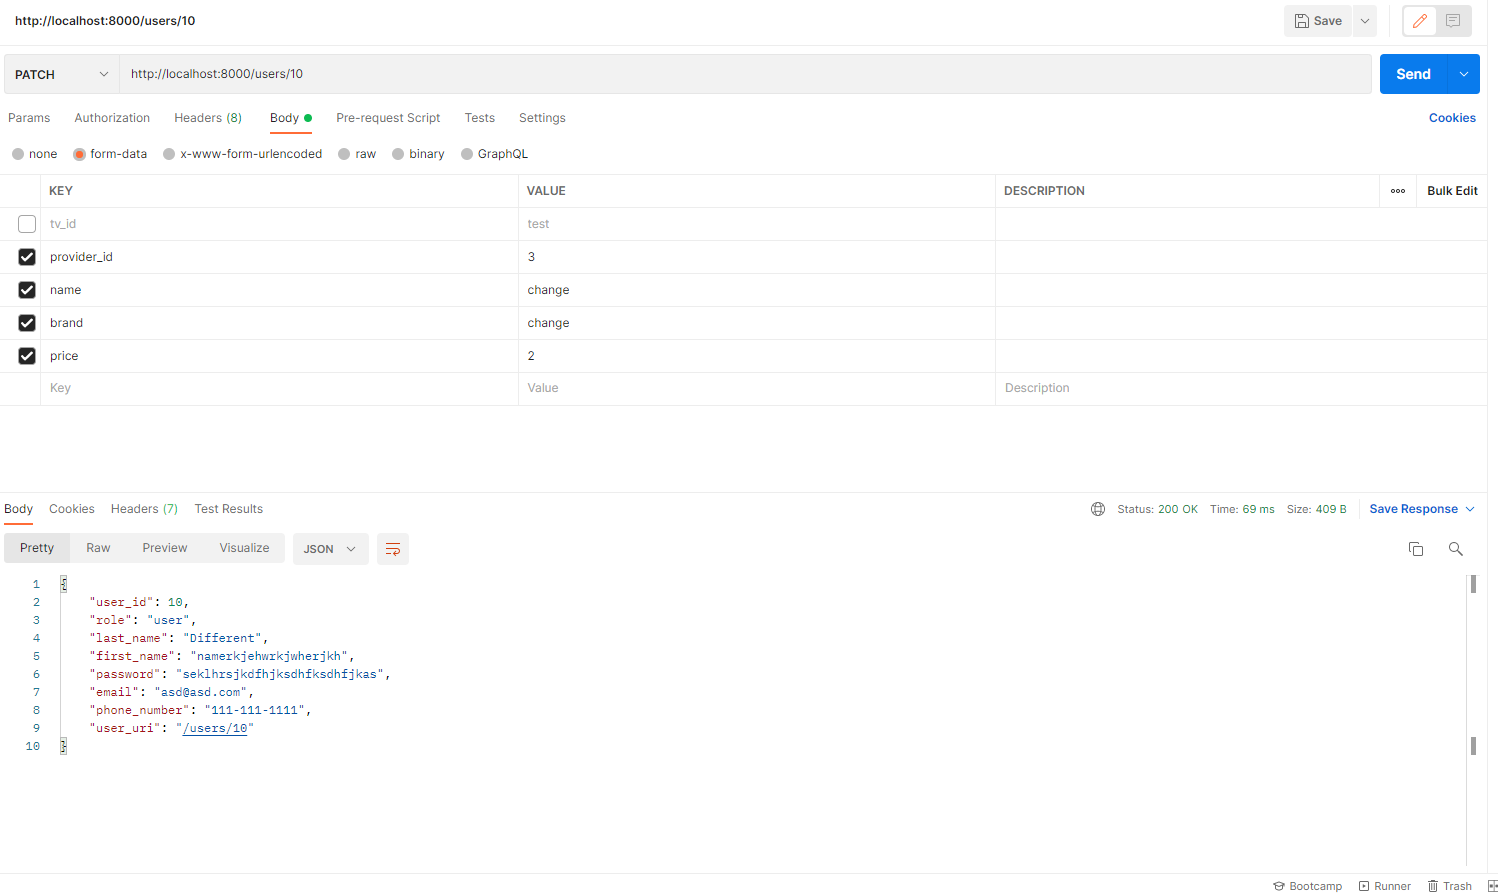 http://localhost:8000/users/10 Save
PATCH http://localhost:8000/users/10 Send
Params Authorization Headers (8) Body Pre-request Script Tests Settings Cookies
none form-data x-www-form-urlencoded raw binary GraphQL
KEY VALUE DESCRIPTION Bulk Edit
tv_id test
provider_id 3
name change
brand change
price 2
Key Value Description
Body Cookies Headers (7) Test Results Status: 200 OK Time: 69 ms Size: 409 B Save Response
Pretty Raw Preview Visualize JSON
1 {
2 "user_id": 10,
3 "role": "user",
4 "last_name": "Different",
5 "first_name": "namerkjehwrkjwherjkh",
6 "password": "seklhrsjkdfhjksdhfksdhfjkas",
7 "email": "asd@asd.com",
8 "phone_number": "111-111-1111",
9 "user_uri": "/users/10"
10 }
Bootcamp Runner Trash